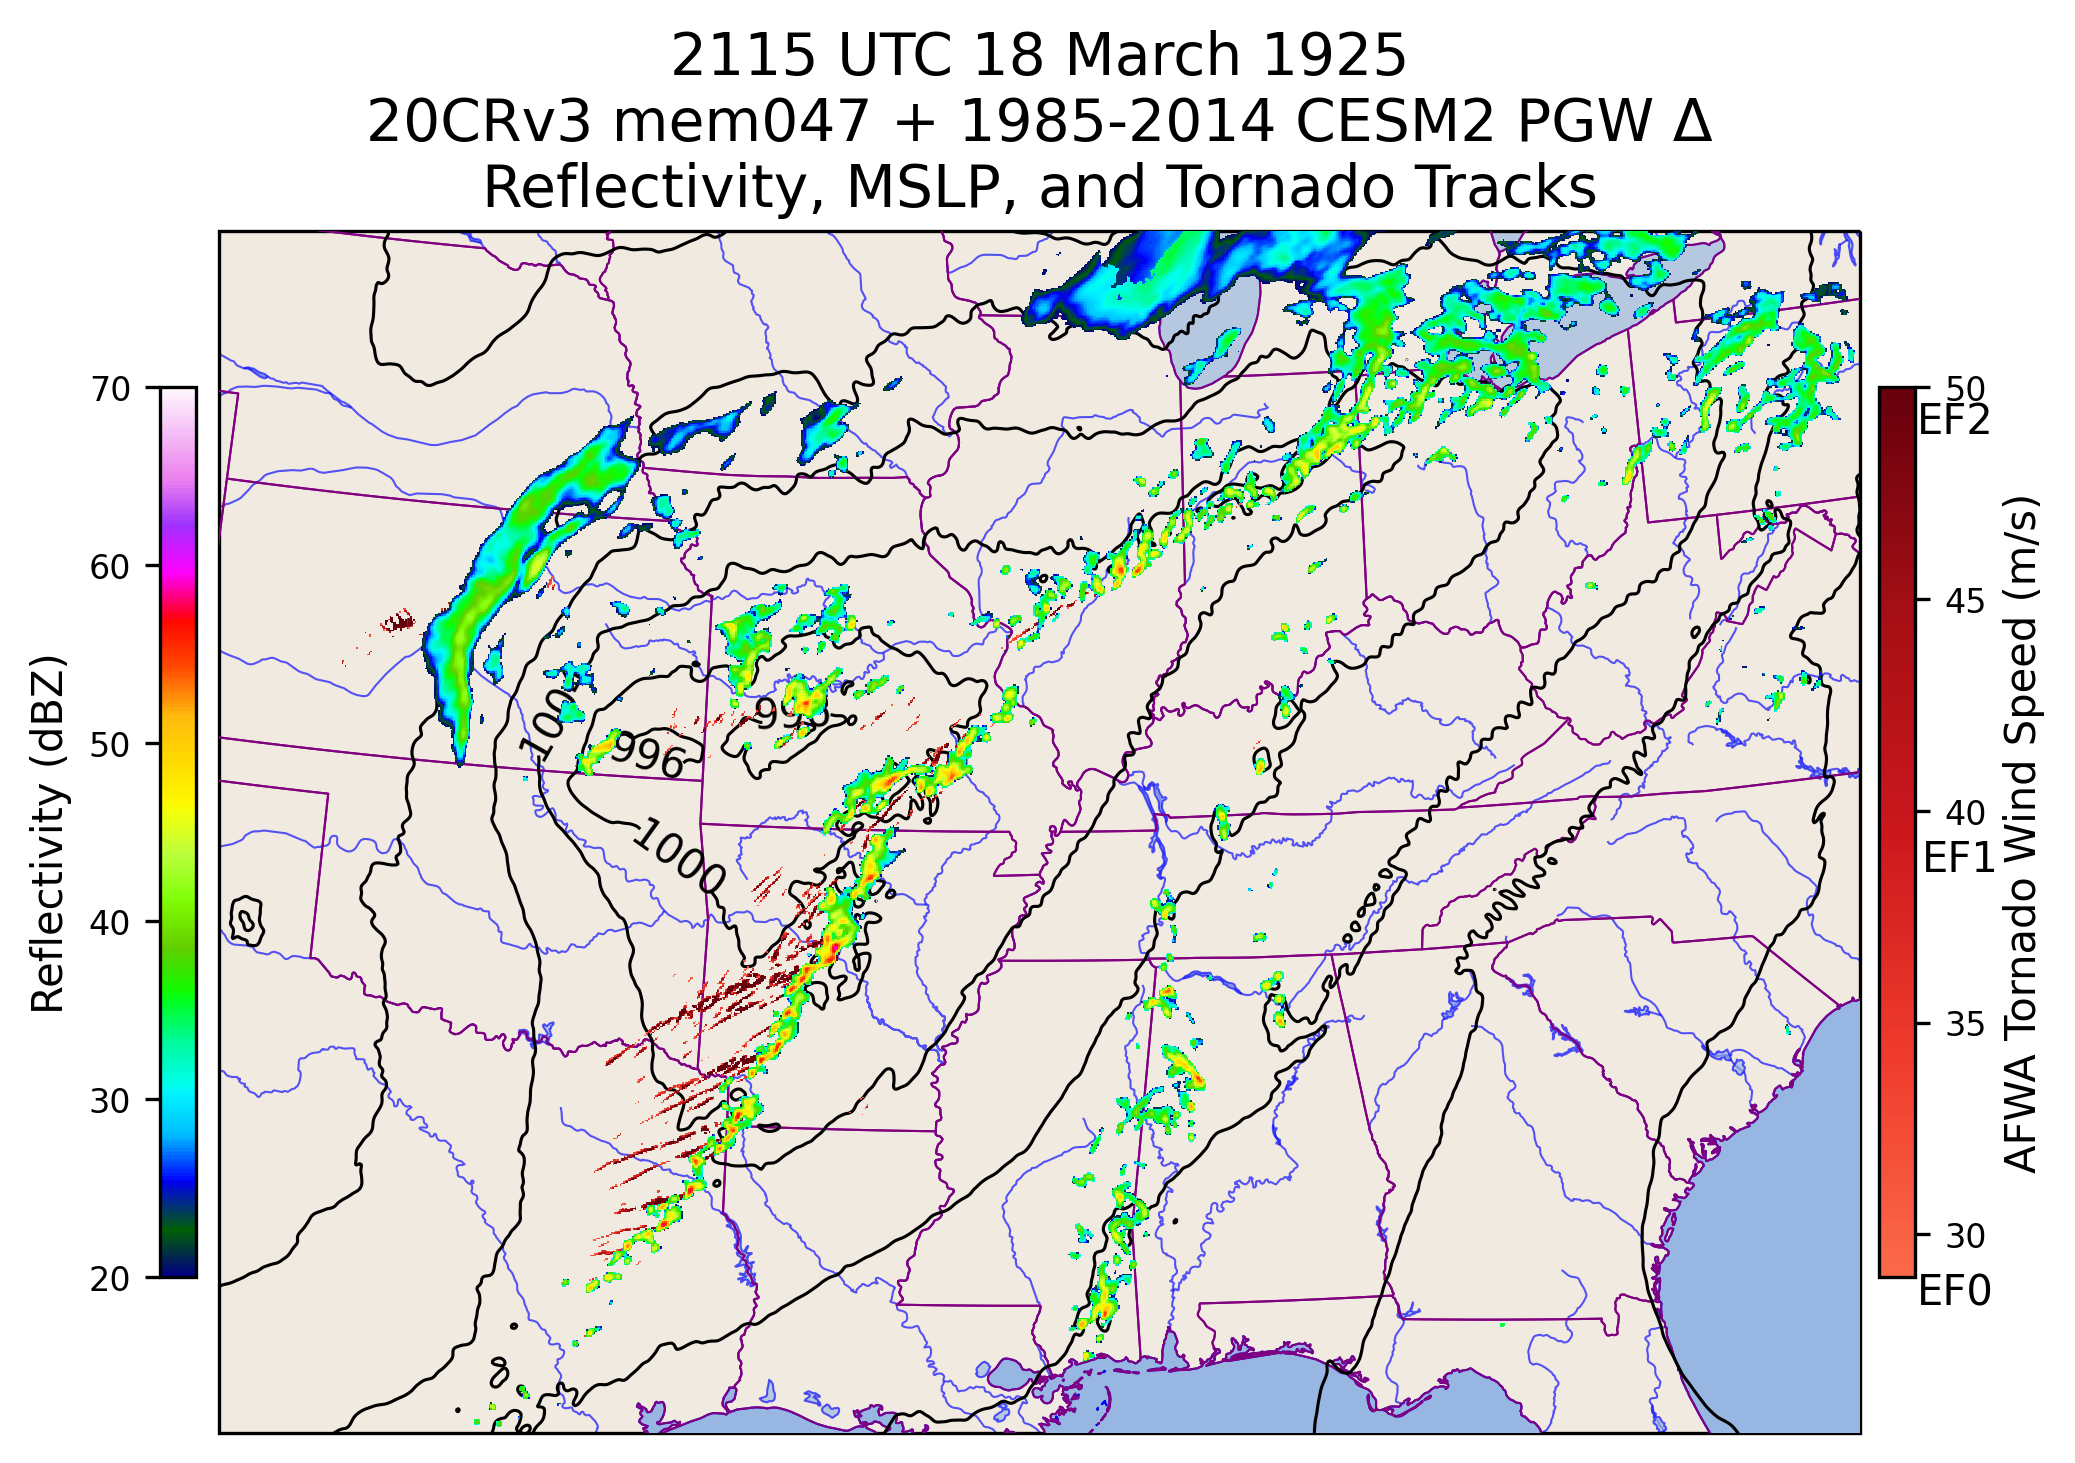 2115 UTC 18 March 1925
20CRv3 mem047 + 1985-2014 CESM2 PGW Δ
Reflectivity, MSLP, and Tornado Tracks
70
60
50
40
30
20
Reflectivity (dBZ)
996
1000
50
EF2
45
40
EF1
35
30
EF0
AFWA Tornado Wind Speed (m/s)